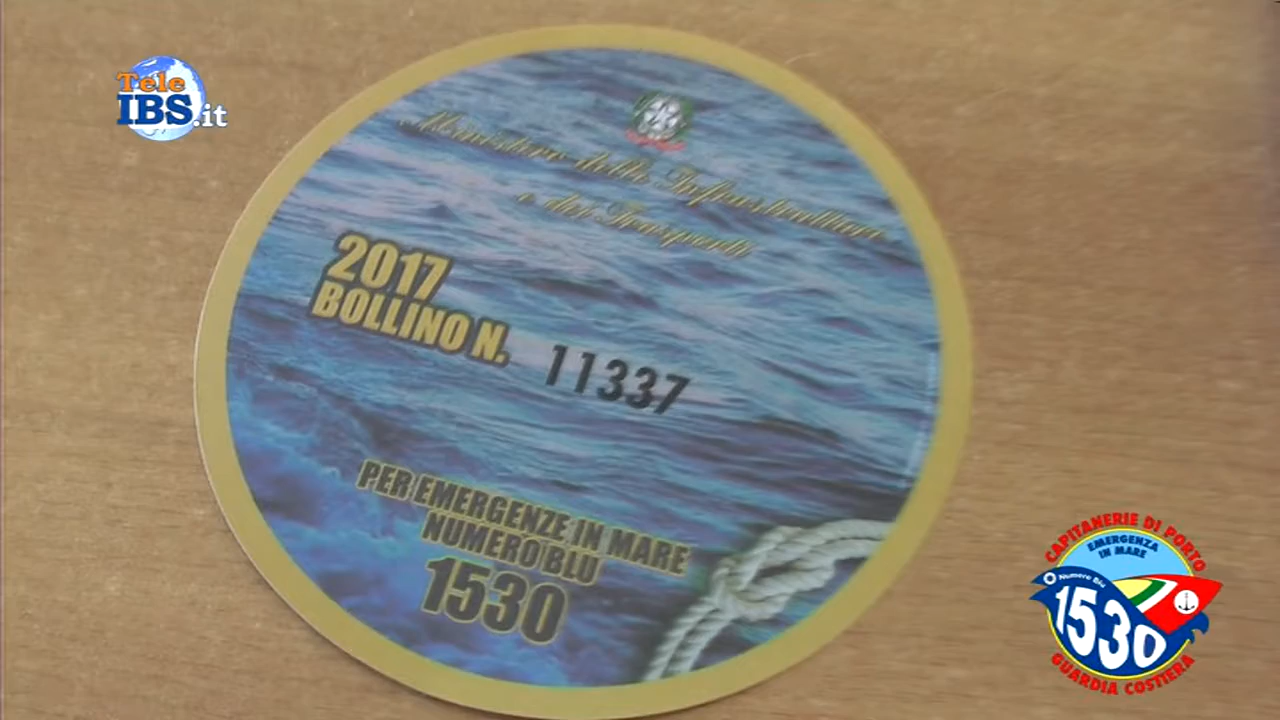 Tele
IBS.it
Ministero delle Infrastrutture
e dei Trasporti
2017
BOLLINO N. 11337
PER EMERGENZE IN MARE
NUMERO BLU
1530
CAPITANERIE DI PORTO
EMERGENZA
IN MARE
Numero Blu
1530
GUARDIA COSTIERA